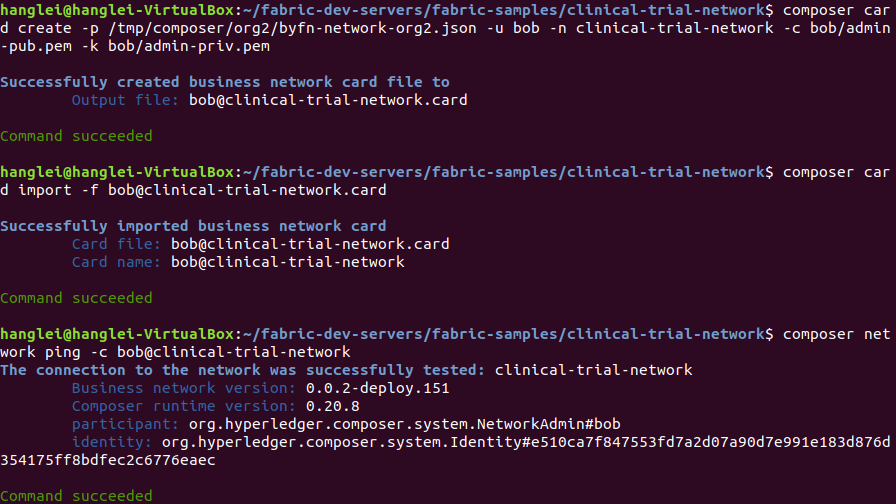 hanglei@hanglei-VirtualBox:~/fabric-dev-servers/fabric-samples/clinical-trial-network$ composer car
d create -p /tmp/composer/org2/byfn-network-org2.json -u bob -n clinical-trial-network -c bob/admin
-pub.pem -k bob/admin-priv.pem
Successfully created business network card file to
Output file: bob@clinical-trial-network.card
Command succeeded
hanglei@hanglei-VirtualBox:~/fabric-dev-servers/fabric-samples/clinical-trial-network$ composer car
d import -f bob@clinical-trial-network.card
Successfully imported business network card
Card file: bob@clinical-trial-network.card
Card name: bob@clinical-trial-network
Command succeeded
hanglei@hanglei-VirtualBox:~/fabric-dev-servers/fabric-samples/clinical-trial-network$ composer net
work ping -c bob@clinical-trial-network
The connection to the network was successfully tested: clinical-trial-network
Business network version: 0.0.2-deploy.151
Composer runtime version: 0.20.8
participant: org.hyperledger.composer.system.NetworkAdmin#bob
identity: org.hyperledger.composer.system.Identity#e510ca7f847553fd7a2d07a90d7e991e183d876d
354175ff8bdfec2c6776eaec
Command succeeded